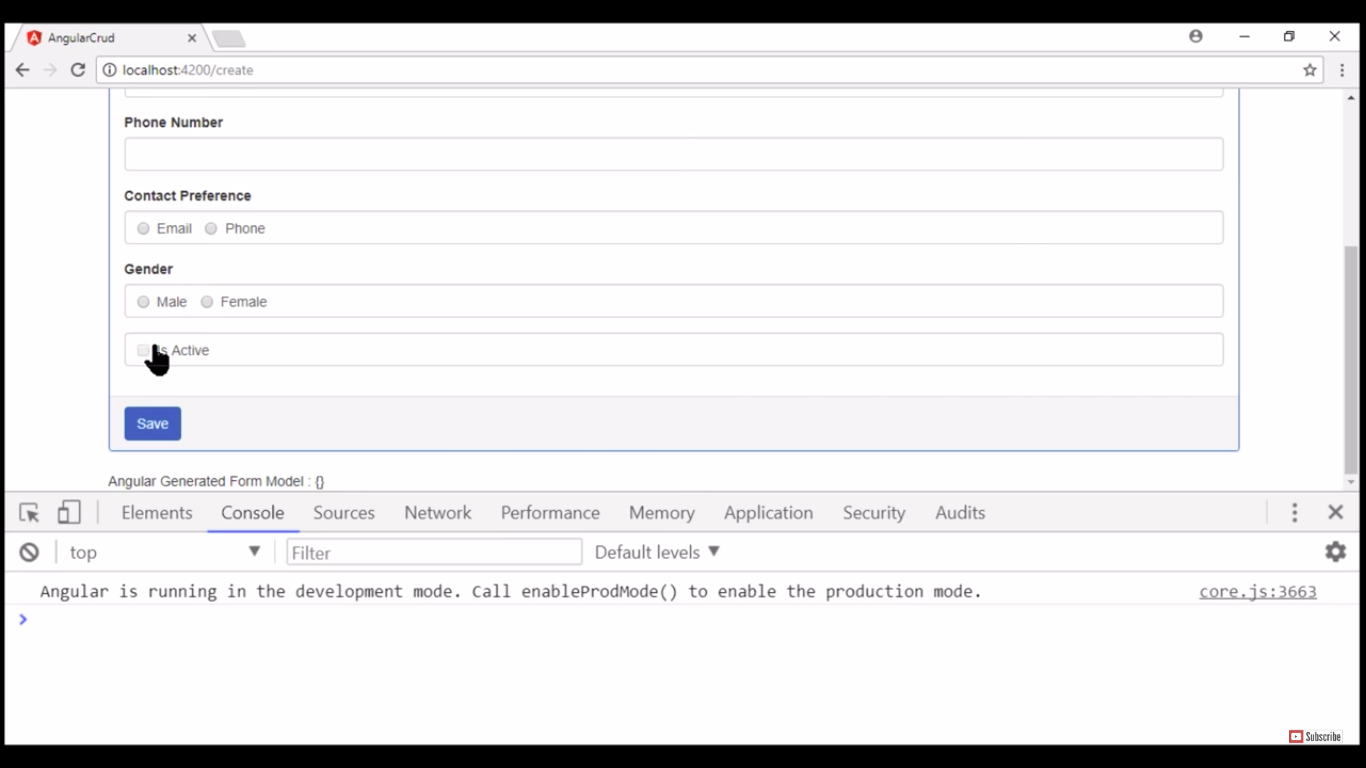 AngularCrud
localhost:4200/create
Phone Number
Contact Preference
Email Phone
Gender
Male Female
Is Active
Save
Angular Generated Form Model : {}
Elements Console Sources Network Performance Memory Application Security Audits
top Filter Default levels
Angular is running in the development mode. Call enableProdMode() to enable the production mode. core.js:3663
Subscribe